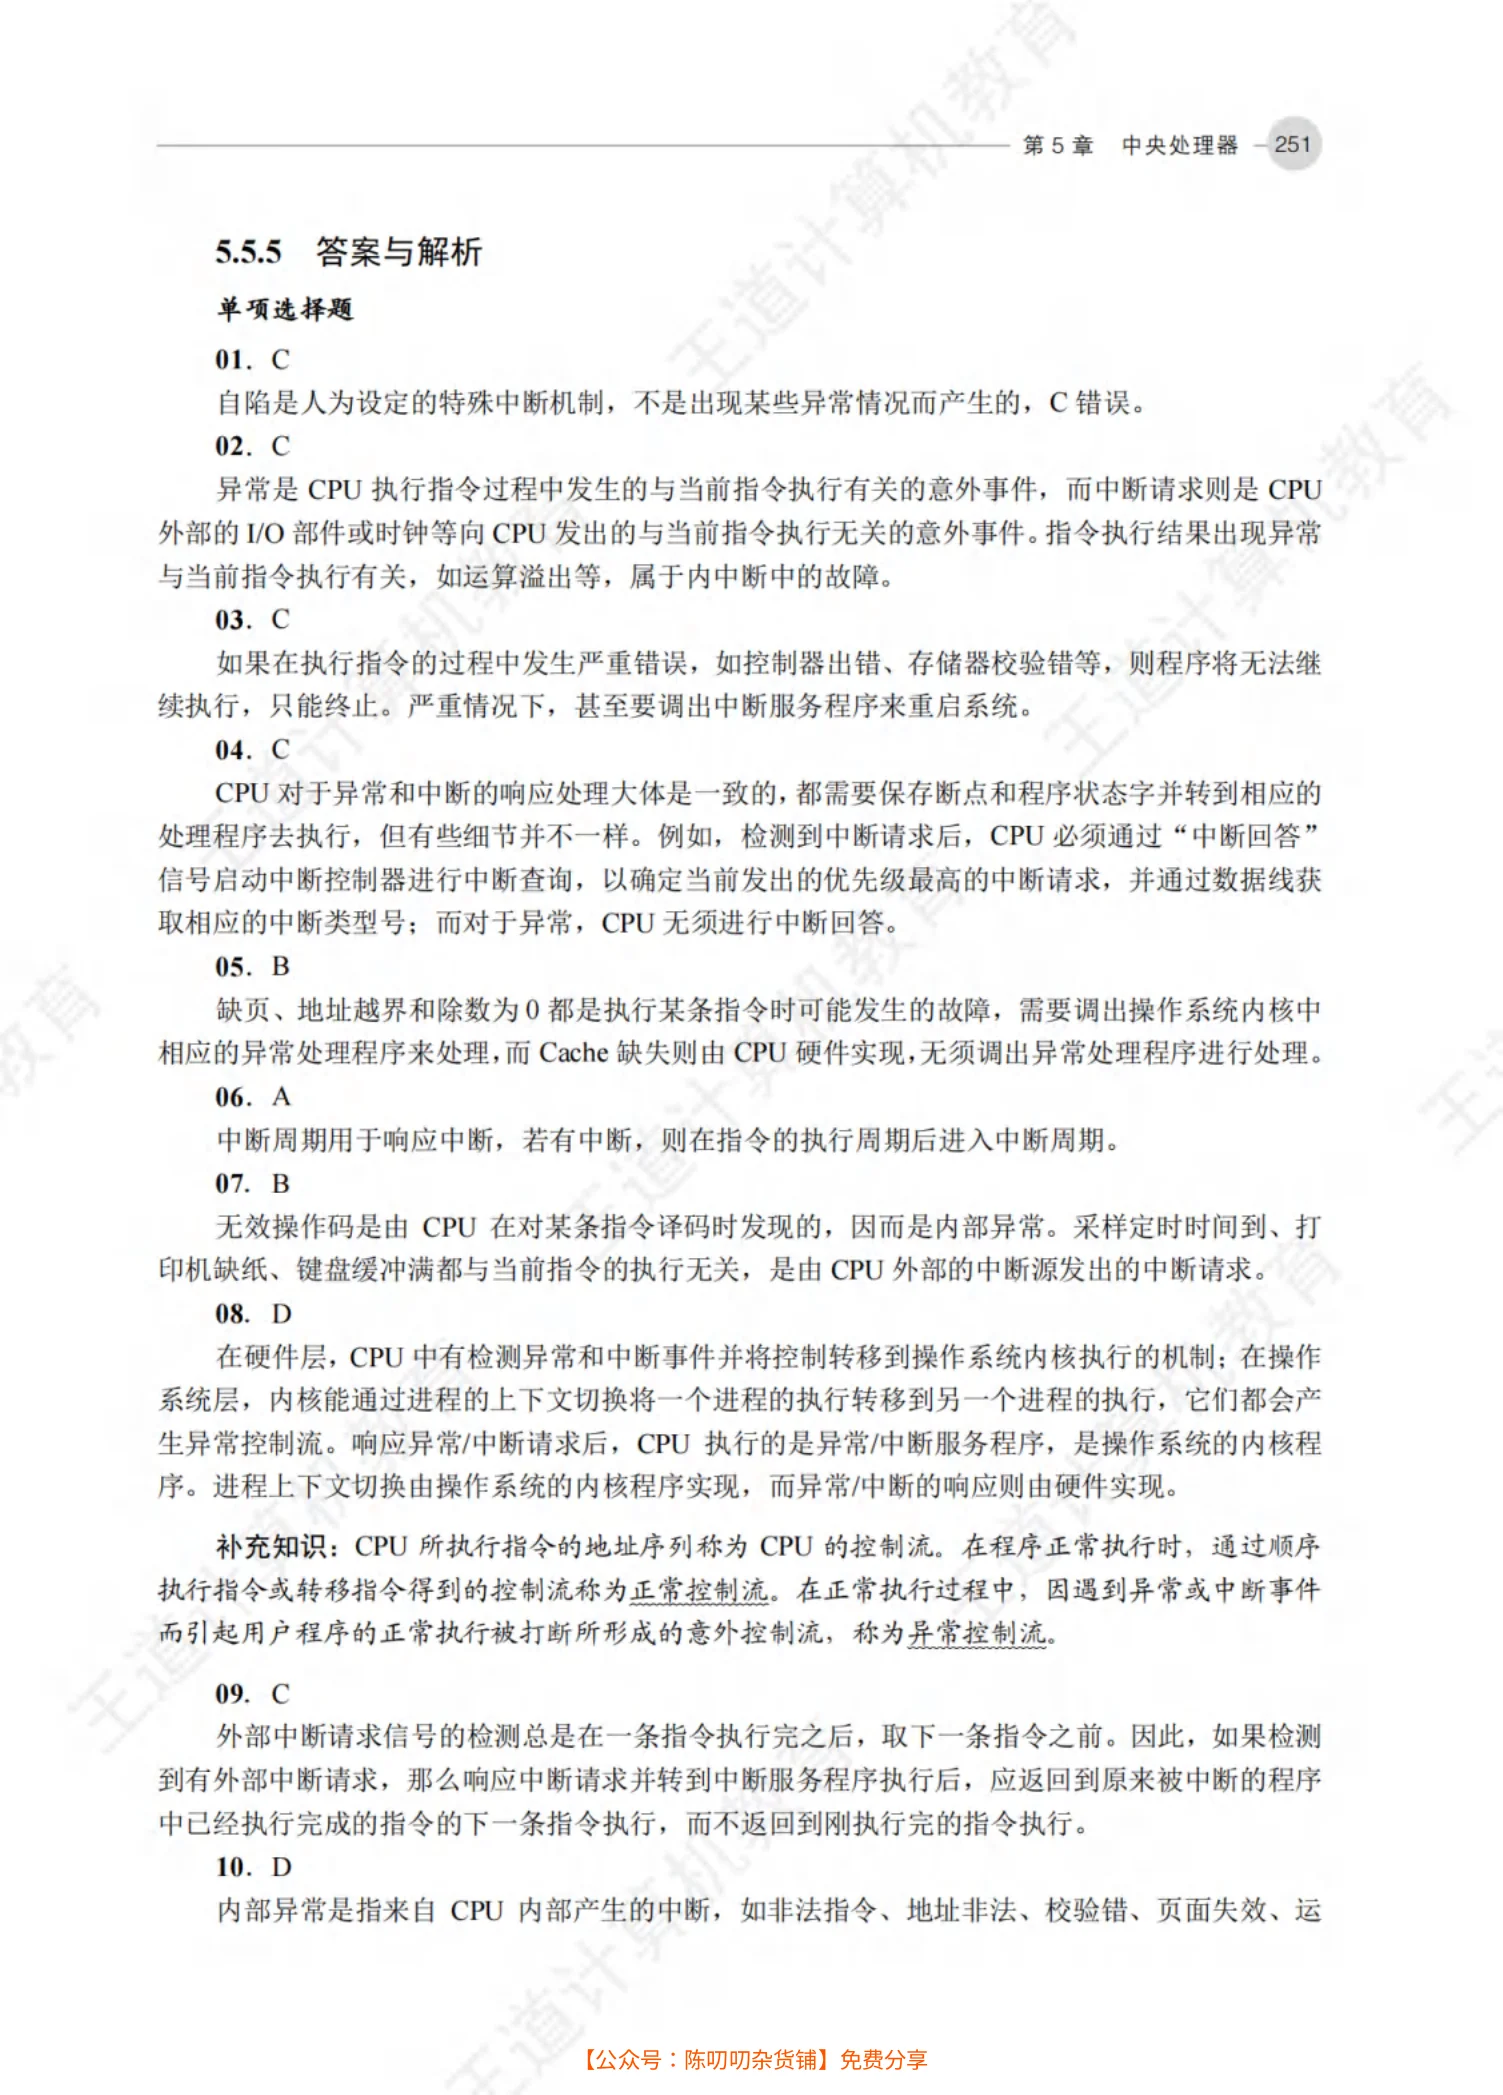 第 5 章 中央处理器 251
5.5.5 答案与解析
单项选择题
01. C
自陷是人为设定的特殊中断机制，不是出现某些异常情况而产生的，C 错误。
02. C
异常是 CPU 执行指令过程中发生的与当前指令执行有关的意外事件，而中断请求则是 CPU
外部的 I/O 部件或时钟等向 CPU 发出的与当前指令执行无关的意外事件。指令执行结果出现异常
与当前指令执行有关，如运算溢出等，属于内中断中的故障。
03. C
如果在执行指令的过程中发生严重错误，如控制器出错、存储器校验错等，则程序将无法继
续执行，只能终止。严重情况下，甚至要调出中断服务程序来重启系统。
04. C
CPU 对于异常和中断的响应处理大体是一致的，都需要保存断点和程序状态字并转到相应的
处理程序去执行，但有些细节并不一样。例如，检测到中断请求后，CPU 必须通过“中断回答”
信号启动中断控制器进行中断查询，以确定当前发出的优先级最高的中断请求，并通过数据线获
取相应的中断类型号；而对于异常，CPU 无须进行中断回答。
05. B
缺页、地址越界和除数为 0 都是执行某条指令时可能发生的故障，需要调出操作系统内核中
相应的异常处理程序来处理，而 Cache 缺失则由 CPU 硬件实现，无须调出异常处理程序进行处理。
06. A
中断周期用于响应中断，若有中断，则在指令的执行周期后进入中断周期。
07. B
无效操作码是由 CPU 在对某条指令译码时发现的，因而是内部异常。采样定时时间到、打
印机缺纸、键盘缓冲满都与当前指令的执行无关，是由 CPU 外部的中断源发出的中断请求。
08. D
在硬件层，CPU 中有检测异常和中断事件并将控制转移到操作系统内核执行的机制；在操作
系统层，内核能通过进程的上下文切换将一个进程的执行转移到另一个进程的执行，它们都会产
生异常控制流。响应异常/中断请求后，CPU 执行的是异常/中断服务程序，是操作系统的内核程
序。进程上下文切换由操作系统的内核程序实现，而异常/中断的响应则由硬件实现。
补充知识：CPU 所执行指令的地址序列称为 CPU 的控制流。在程序正常执行时，通过顺序
执行指令或转移指令得到的控制流称为正常控制流。在正常执行过程中，因遇到异常或中断事件
而引起用户程序的正常执行被打断所形成的意外控制流，称为异常控制流。
09. C
外部中断请求信号的检测总是在一条指令执行完之后，取下一条指令之前。因此，如果检测
到有外部中断请求，那么响应中断请求并转到中断服务程序执行后，应返回到原来被中断的程序
中已经执行完成的指令的下一条指令执行，而不返回到刚执行完的指令执行。
10. D
内部异常是指来自 CPU 内部产生的中断，如非法指令、地址非法、校验错、页面失效、运
【公众号：陈叨叨杂货铺】免费分享
王道计算机教育
王道计算机教育
王道计算机教育
王道计算机教育
王道计算机教育
王道计算机教育
王道计算机教育